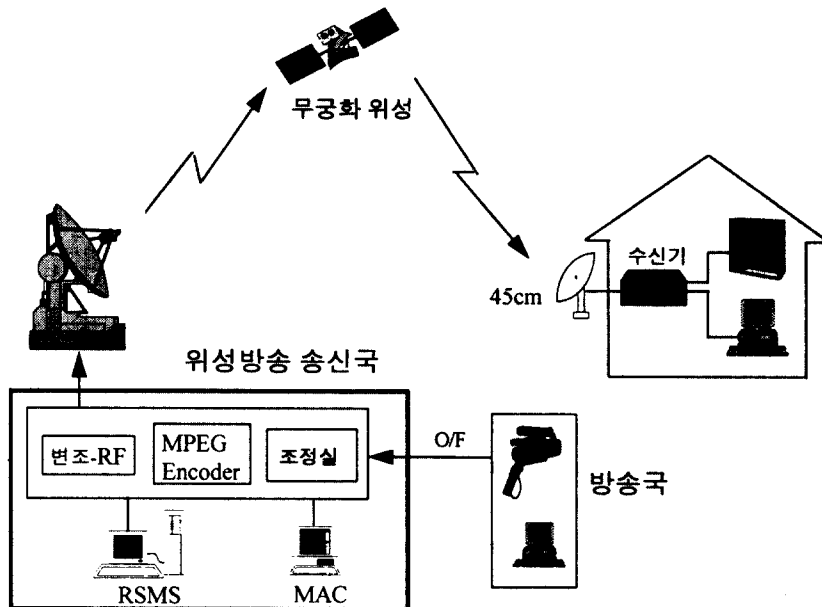 무궁화 위성
수신기
45cm
위성방송 송신국
변조-RF
MPEG
Encoder
조정실
O/F
방송국
RSMS
MAC